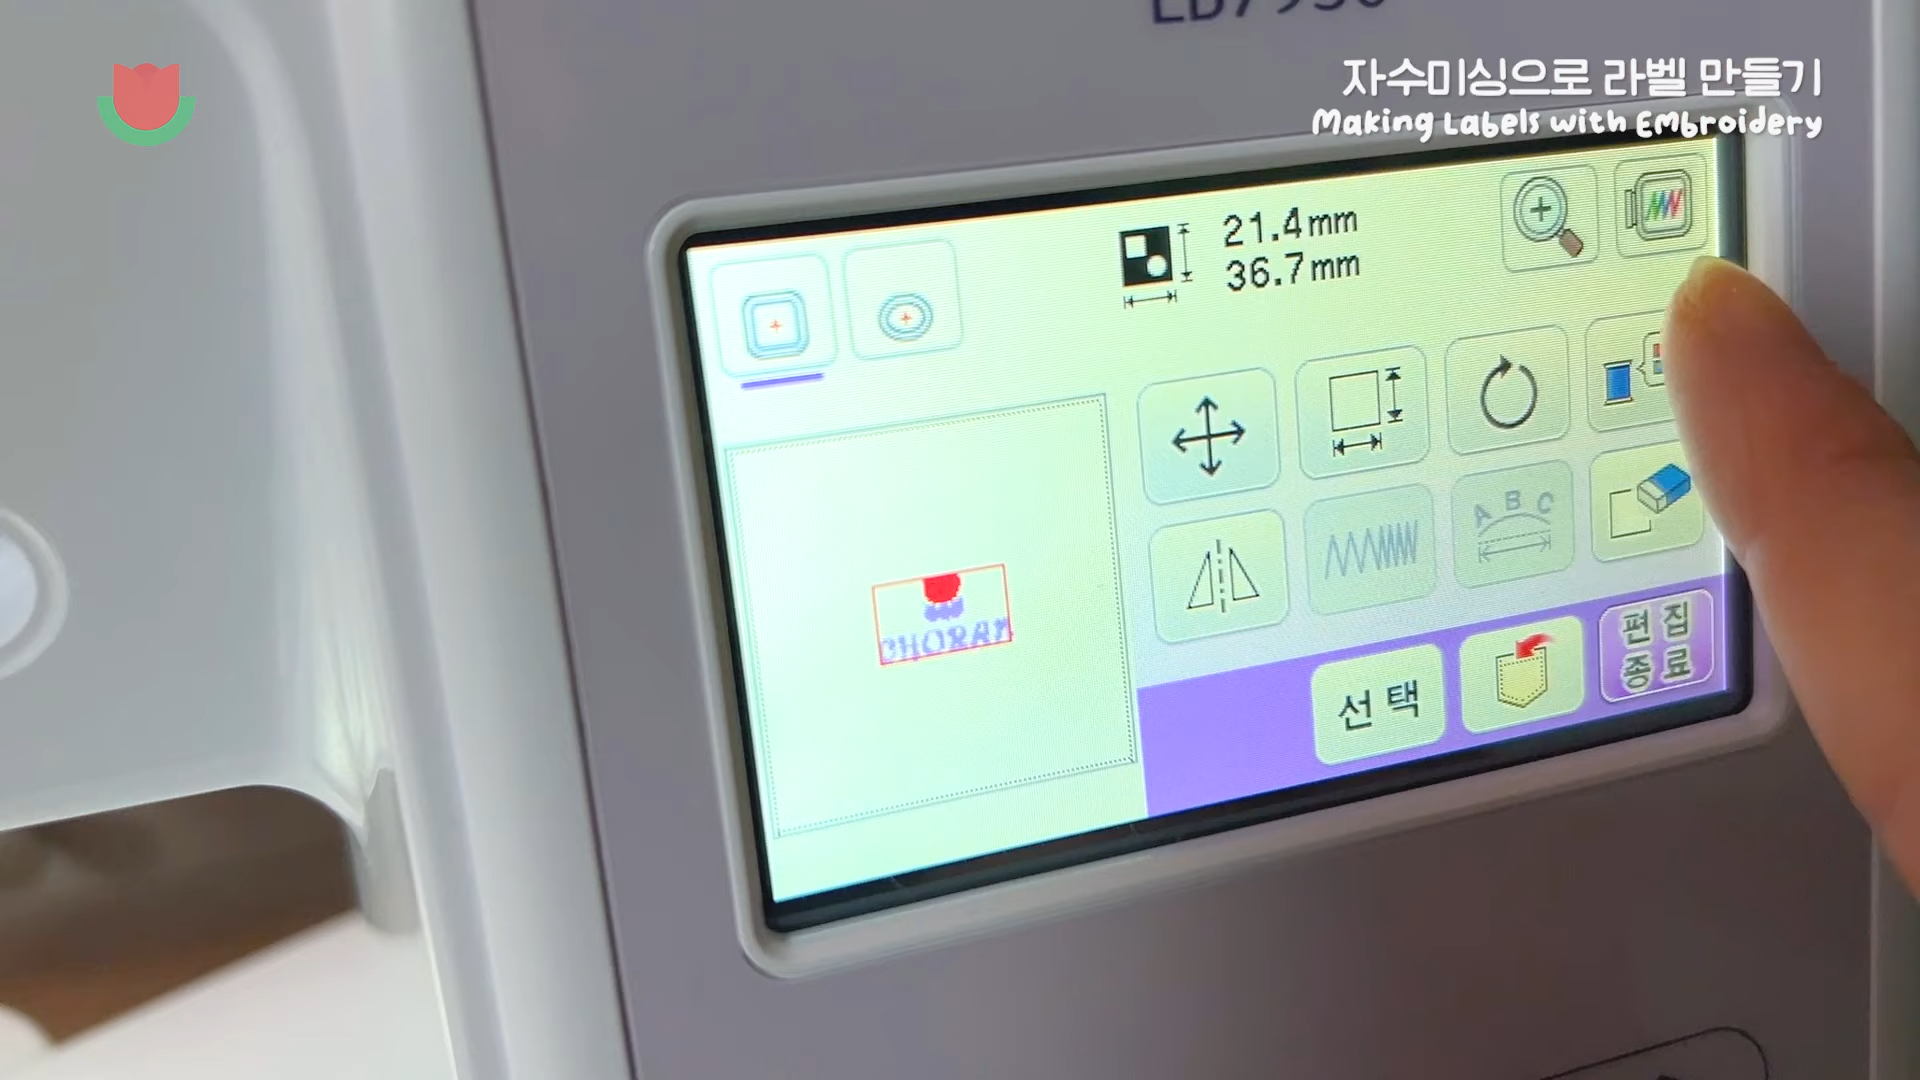 자수미싱으로 라벨 만들기
Making Labels with Embroidery
21.4mm
36.7mm
A B C
선택
편집
종료